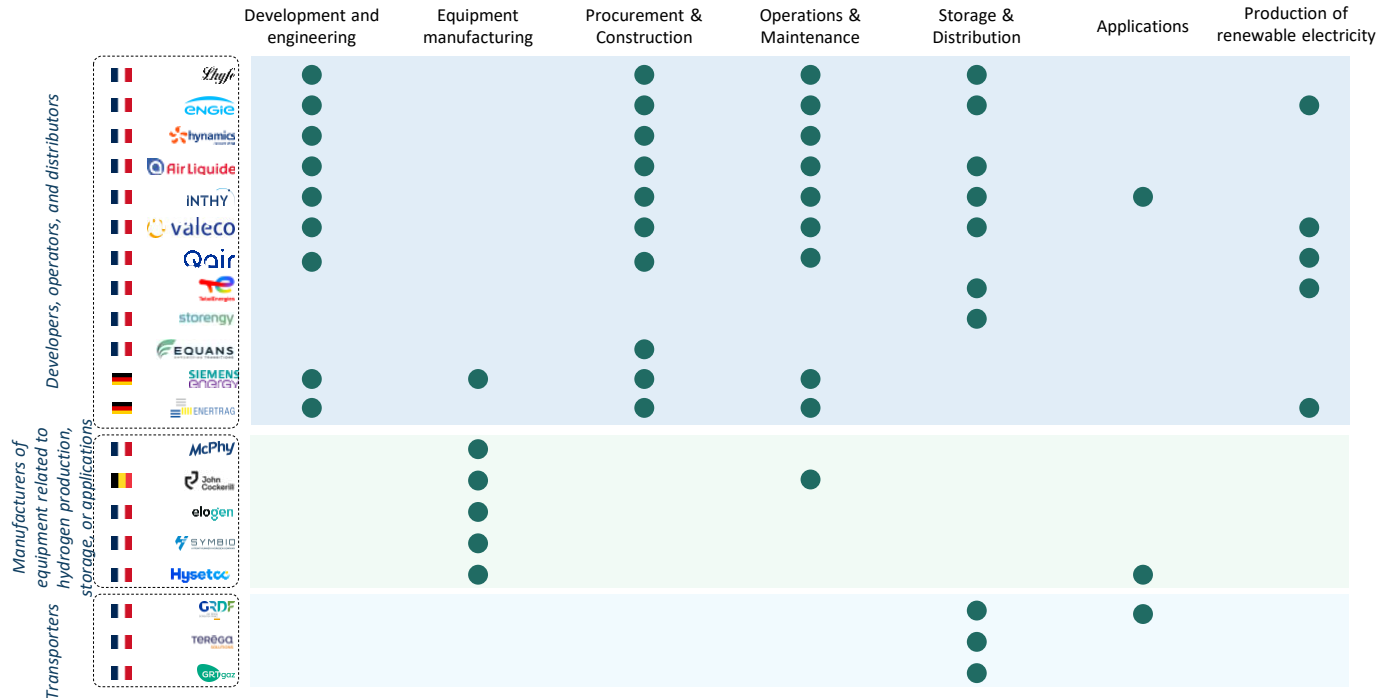 Development and
engineering
Equipment
manufacturing
Procurement &
Construction
Operations &
Maintenance
Storage &
Distribution
Applications
Production of
renewable electricity
Developers, operators, and distributors
Lhyfe
ENGIE
hynamics
Air Liquide
iNTHY
valeco
Qair
TotalEnergies
storengy
EQUANS
SIEMENS
energy
ENERTRAG
Manufacturers of
equipment related to
hydrogen production,
storage, or applications
McPhy
John
Cockerill
elogen
SYMBIO
Hysetco
Transporters
GRDF
TERÉGA
SOLUTIONS
GRTgaz